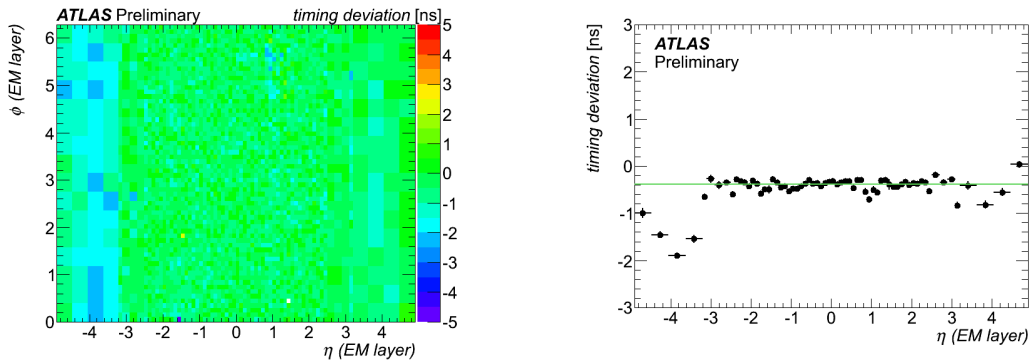 ATLAS Preliminary timing deviation [ns]
ϕ (EM layer)
6
5
4
3
2
1
0
-4 -3 -2 -1 0 1 2 3 4
η (EM layer)
5
4
3
2
1
0
-1
-2
-3
-4
-5
timing deviation [ns]
3
2
1
0
-1
-2
-3
ATLAS
Preliminary
-4 -3 -2 -1 0 1 2 3 4
η (EM layer)